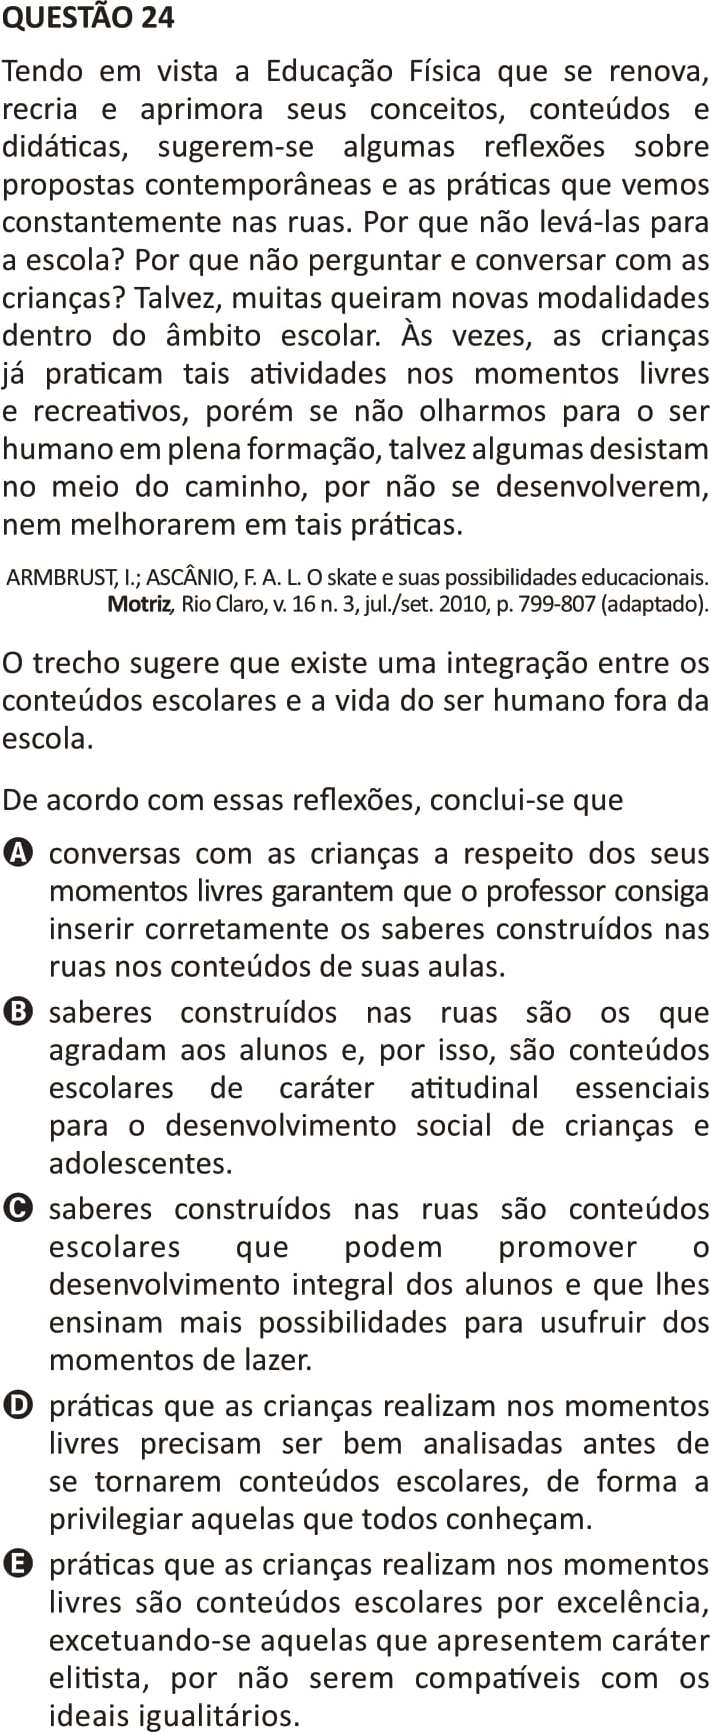 QUESTÃO 24
Tendo em vista a Educação Física que se renova,
recria e aprimora seus conceitos, conteúdos e
didáticas, sugerem-se algumas reflexões sobre
propostas contemporâneas e as práticas que vemos
constantemente nas ruas. Por que não levá-las para
a escola? Por que não perguntar e conversar com as
crianças? Talvez, muitas queiram novas modalidades
dentro do âmbito escolar. Às vezes, as crianças
já praticam tais atividades nos momentos livres
e recreativos, porém se não olharmos para o ser
humano em plena formação, talvez algumas desistam
no meio do caminho, por não se desenvolverem,
nem melhorarem em tais práticas.
ARMBRUST, I.; ASCÂNIO, F. A. L. O skate e suas possibilidades educacionais.
Motriz, Rio Claro, v. 16 n. 3, jul./set. 2010, p. 799-807 (adaptado).
O trecho sugere que existe uma integração entre os
conteúdos escolares e a vida do ser humano fora da
escola.
De acordo com essas reflexões, conclui-se que
A conversas com as crianças a respeito dos seus
momentos livres garantem que o professor consiga
inserir corretamente os saberes construídos nas
ruas nos conteúdos de suas aulas.
B saberes construídos nas ruas são os que
agradam aos alunos e, por isso, são conteúdos
escolares de caráter atitudinal essenciais
para o desenvolvimento social de crianças e
adolescentes.
C saberes construídos nas ruas são conteúdos
escolares que podem promover o
desenvolvimento integral dos alunos e que lhes
ensinam mais possibilidades para usufruir dos
momentos de lazer.
D práticas que as crianças realizam nos momentos
livres precisam ser bem analisadas antes de
se tornarem conteúdos escolares, de forma a
privilegiar aquelas que todos conheçam.
E práticas que as crianças realizam nos momentos
livres são conteúdos escolares por excelência,
excetuando-se aquelas que apresentem caráter
elitista, por não serem compatíveis com os
ideais igualitários.